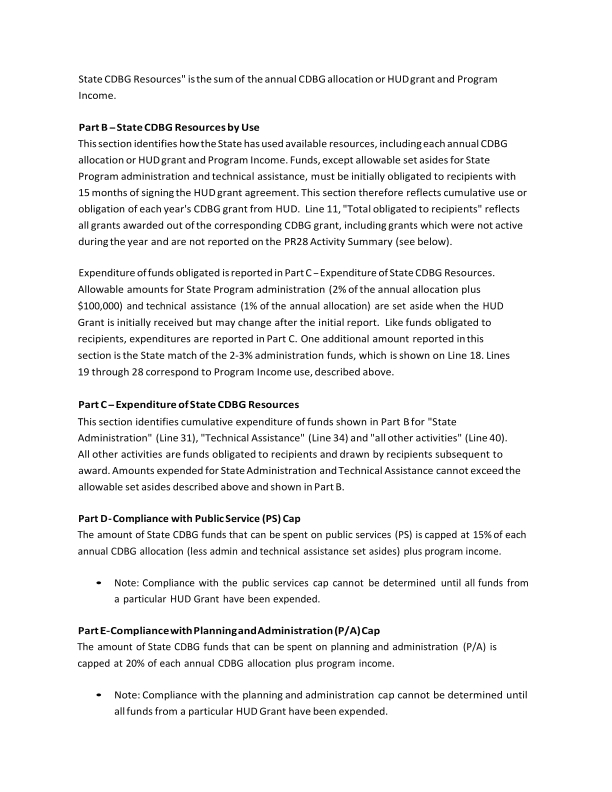 State CDBG Resources" is the sum of the annual CDBG allocation or HUD grant and Program
Income.
Part B – State CDBG Resources by Use
This section identifies how the State has used available resources, including each annual CDBG
allocation or HUD grant and Program Income. Funds, except allowable set asides for State
Program administration and technical assistance, must be initially obligated to recipients with
15 months of signing the HUD grant agreement. This section therefore reflects cumulative use or
obligation of each year's CDBG grant from HUD. Line 11, "Total obligated to recipients" reflects
all grants awarded out of the corresponding CDBG grant, including grants which were not active
during the year and are not reported on the PR28 Activity Summary (see below).
Expenditure of funds obligated is reported in Part C – Expenditure of State CDBG Resources.
Allowable amounts for State Program administration (2% of the annual allocation plus
$100,000) and technical assistance (1% of the annual allocation) are set aside when the HUD
Grant is initially received but may change after the initial report. Like funds obligated to
recipients, expenditures are reported in Part C. One additional amount reported in this
section is the State match of the 2-3% administration funds, which is shown on Line 18. Lines
19 through 28 correspond to Program Income use, described above.
Part C – Expenditure of State CDBG Resources
This section identifies cumulative expenditure of funds shown in Part B for "State
Administration" (Line 31), "Technical Assistance" (Line 34) and "all other activities" (Line 40).
All other activities are funds obligated to recipients and drawn by recipients subsequent to
award. Amounts expended for State Administration and Technical Assistance cannot exceed the
allowable set asides described above and shown in Part B.
Part D - Compliance with Public Service (PS) Cap
The amount of State CDBG funds that can be spent on public services (PS) is capped at 15% of each
annual CDBG allocation (less admin and technical assistance set asides) plus program income.
• Note: Compliance with the public services cap cannot be determined until all funds from
a particular HUD Grant have been expended.
Part E - Compliance with Planning and Administration (P/A) Cap
The amount of State CDBG funds that can be spent on planning and administration (P/A) is
capped at 20% of each annual CDBG allocation plus program income.
• Note: Compliance with the planning and administration cap cannot be determined until
all funds from a particular HUD Grant have been expended.